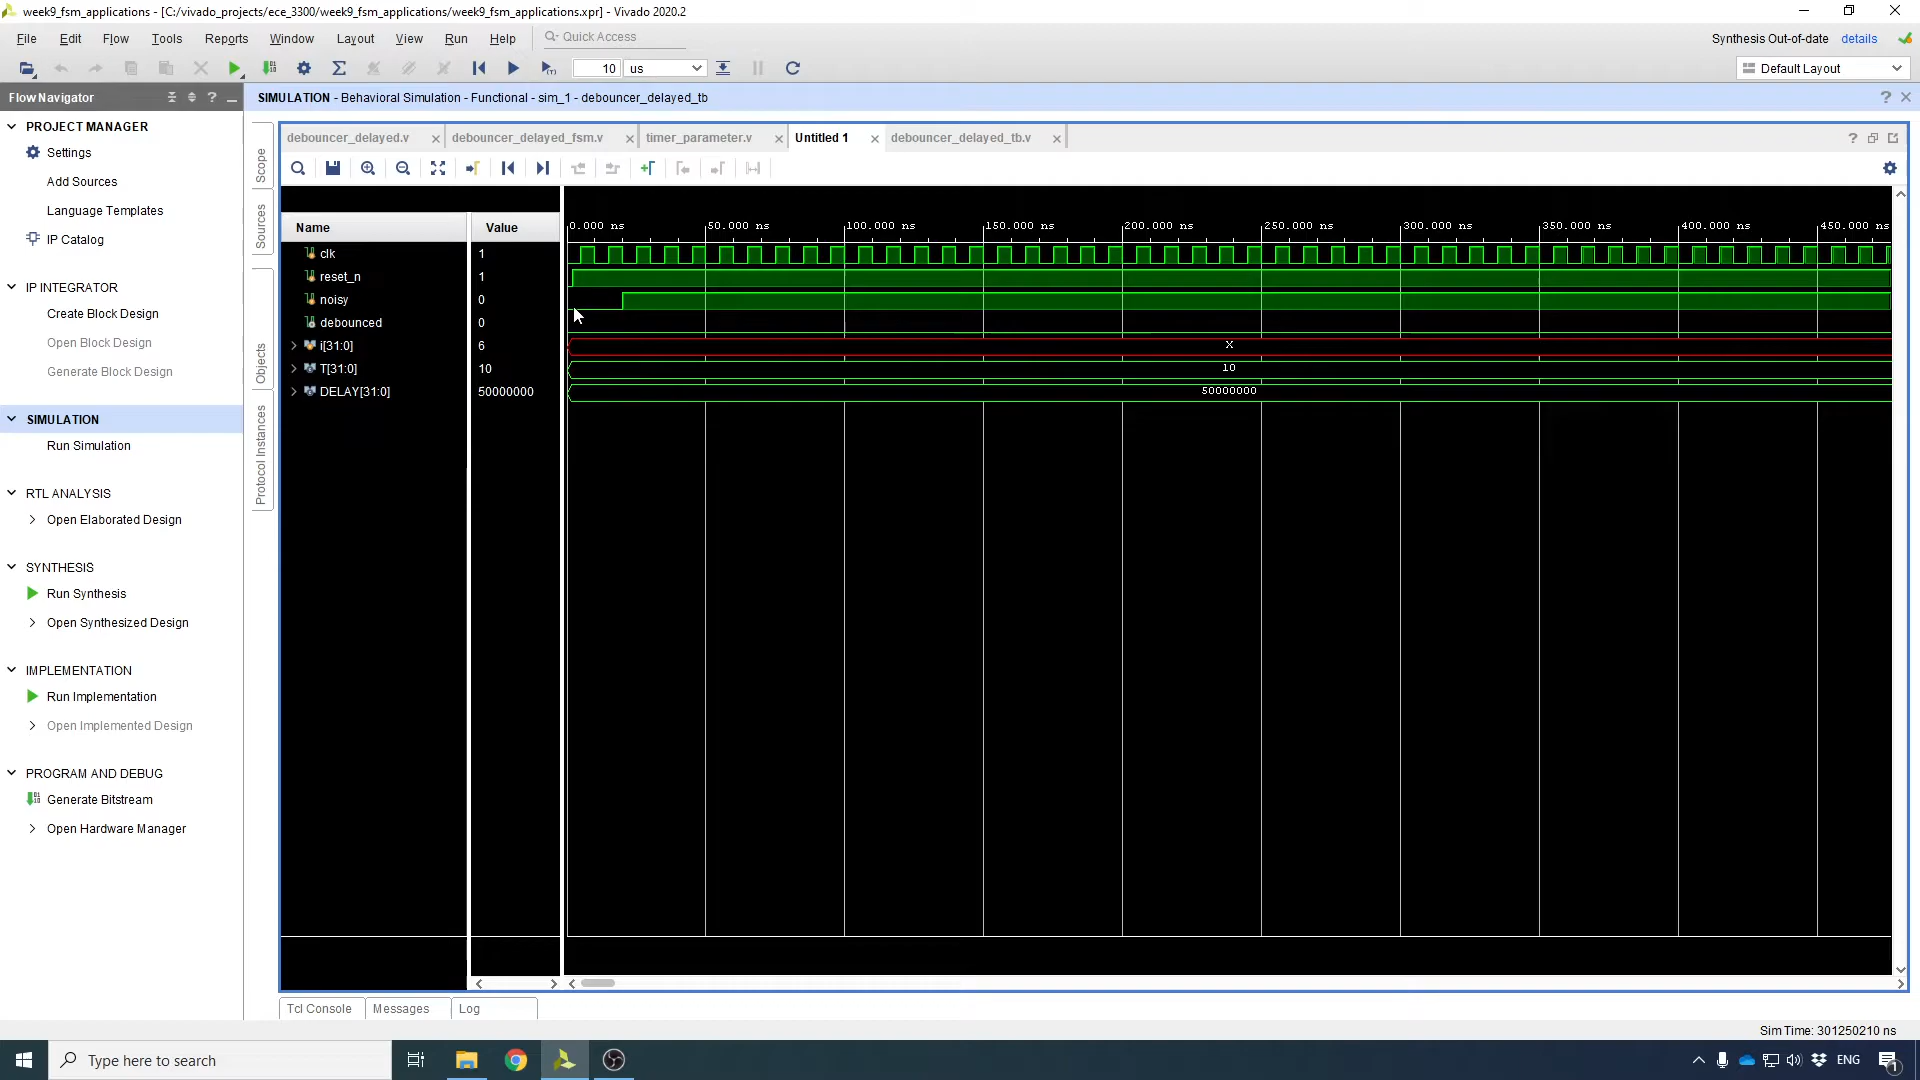 week9_fsm_applications - [C:/vivado_projects/ece_3300/week9_fsm_applications/week9_fsm_applications.xpr] - Vivado 2020.2
File Edit Flow Tools Reports Window Layout View Run Help Quick Access
Synthesis Out-of-date details
10 us
Default Layout
Flow Navigator
SIMULATION - Behavioral Simulation - Functional - sim_1 - debouncer_delayed_tb
PROJECT MANAGER
Settings
Add Sources
Language Templates
IP Catalog
IP INTEGRATOR
Create Block Design
Open Block Design
Generate Block Design
SIMULATION
Run Simulation
RTL ANALYSIS
Open Elaborated Design
SYNTHESIS
Run Synthesis
Open Synthesized Design
IMPLEMENTATION
Run Implementation
Open Implemented Design
PROGRAM AND DEBUG
Generate Bitstream
Open Hardware Manager
Scope
Sources
Objects
Protocol Instances
debouncer_delayed.v debouncer_delayed_fsm.v timer_parameter.v Untitled 1 debouncer_delayed_tb.v
Name Value
0.000 ns 50.000 ns 100.000 ns 150.000 ns 200.000 ns 250.000 ns 300.000 ns 350.000 ns 400.000 ns 450.000 ns
clk 1
reset_n 1
noisy 0
debounced 0
i[31:0] 6 X
T[31:0] 10 10
DELAY[31:0] 50000000 50000000
Tcl Console Messages Log
Sim Time: 301250210 ns
Type here to search
ENG
1